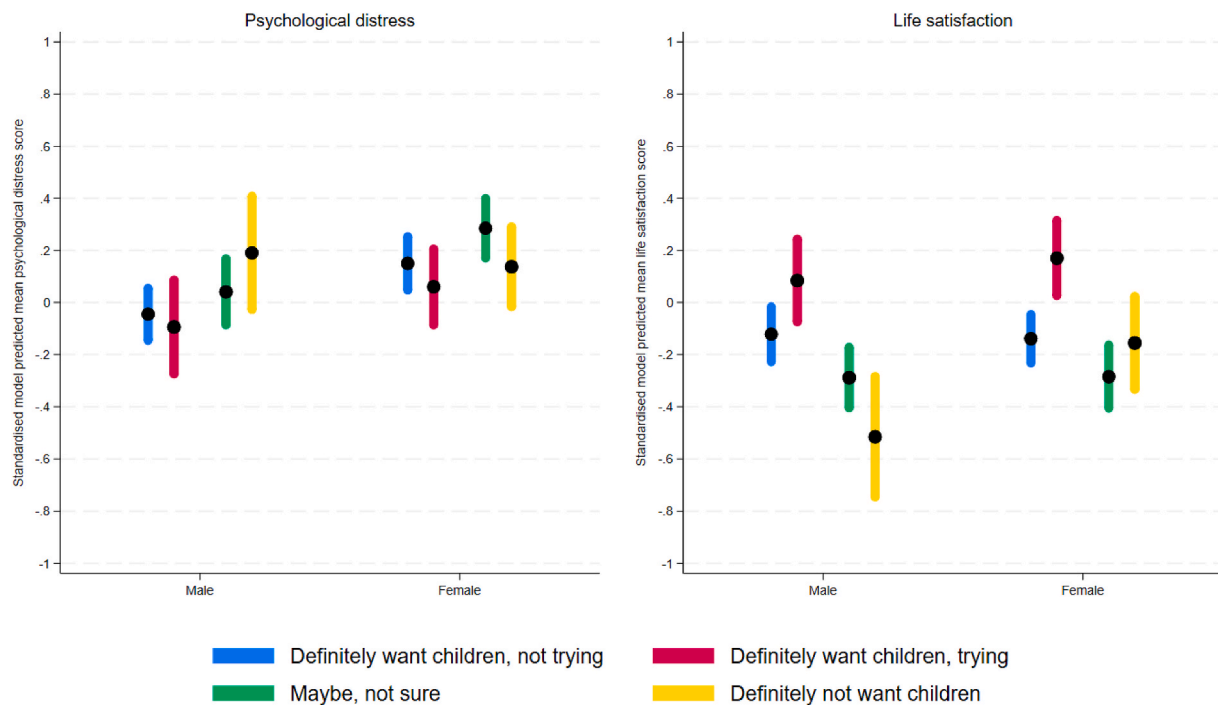 Psychological distress
Standardised model predicted mean psychological distress score
1
.8
.6
.4
.2
0
-.2
-.4
-.6
-.8
-1
Male
Female
Life satisfaction
Standardised model predicted mean life satisfaction score
1
.8
.6
.4
.2
0
-.2
-.4
-.6
-.8
-1
Male
Female
Definitely want children, not trying
Definitely want children, trying
Maybe, not sure
Definitely not want children